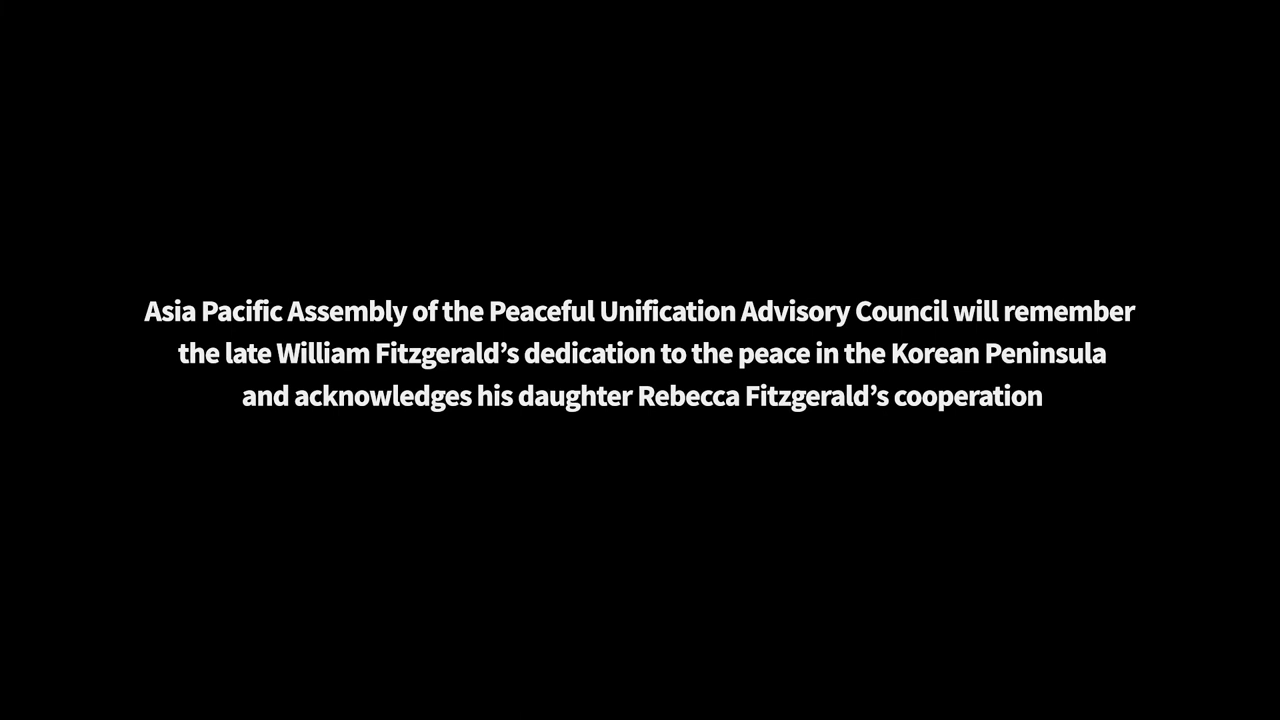 Asia Pacific Assembly of the Peaceful Unification Advisory Council will remember
the late William Fitzgerald’s dedication to the peace in the Korean Peninsula
and acknowledges his daughter Rebecca Fitzgerald’s cooperation